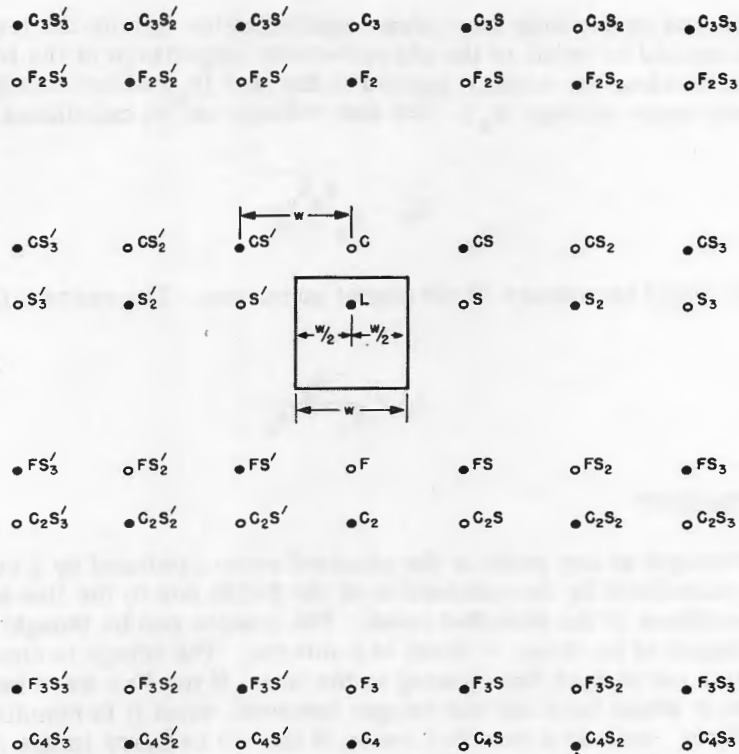 C₃S₃′ C₃S₂′ C₃S′ C₃ C₃S C₃S₂ C₃S₃
F₂S₃′ F₂S₂′ F₂S′ F₂ F₂S F₂S₂ F₂S₃
W
CS₃′ CS₂′ CS′ C CS CS₂ CS₃
S₃′ S₂′ S′ L S S₂ S₃
W/2 W/2
W
FS₃′ FS₂′ FS′ F FS FS₂ FS₃
C₂S₃′ C₂S₂′ C₂S′ C₂ C₂S C₂S₂ C₂S₃
F₃S₃′ F₃S₂′ F₃S′ F₃ F₃S F₃S₂ F₃S₃
C₄S₃′ C₄S₂′ C₄S′ C₄ C₄S C₄S₂ C₄S₃